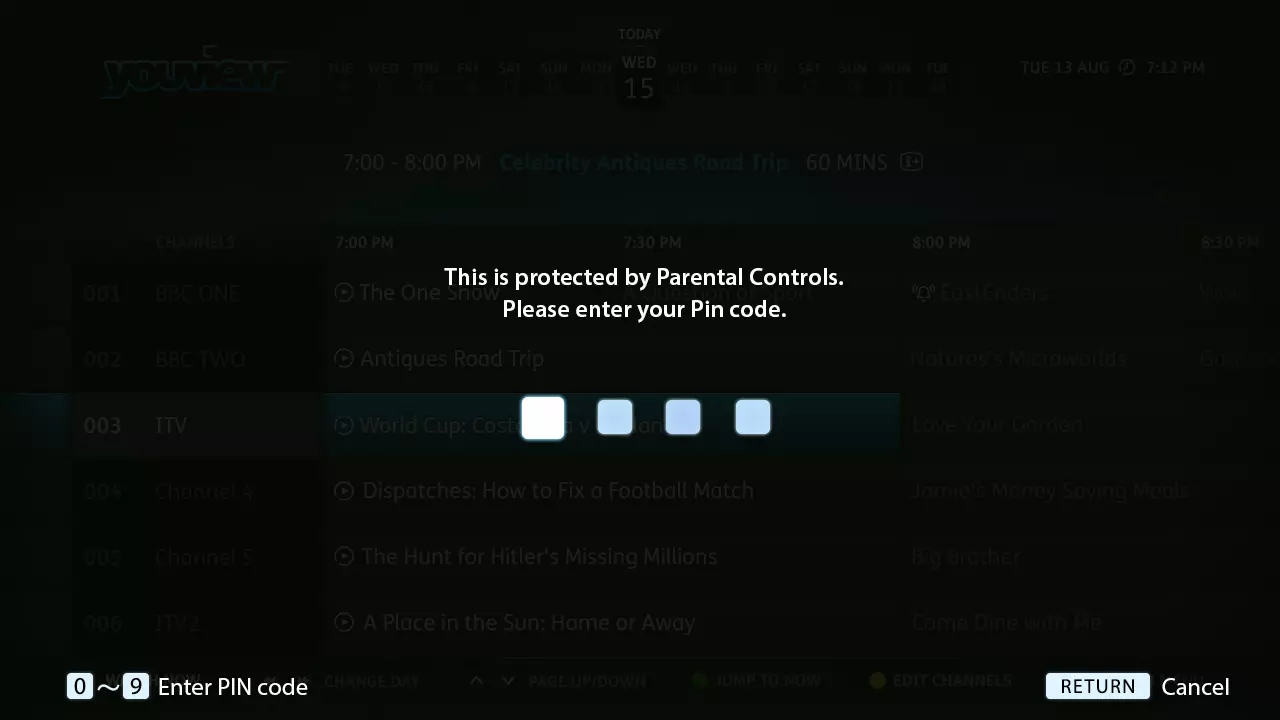 TODAY
youview
TUE WED THU FRI SAT SUN MON WED WED THU FRI SAT SUN MON TUE
15
TUE 13 AUG 7:12 PM
7:00 - 8:00 PM Celebrity Antiques Road Trip 60 MINS
CHANNELS 7:00 PM 7:30 PM 8:00 PM 8:30 PM
This is protected by Parental Controls.
001 BBC ONE The One Show EastEnders
Please enter your Pin code.
002 BBC TWO Antiques Road Trip Natures's Microworlds
003 ITV World Cup: Cost v Love Your Garden
004 Channel 4 Dispatches: How to Fix a Football Match Jamie's Money Saving Meals
005 Channel 5 The Hunt for Hitler's Missing Millions Big Brother
006 ITV2 A Place in the Sun: Home or Away Come Dine with Me
CHANGE DAY PAGE UP/DOWN JUMP TO NOW EDIT CHANNELS
0~9 Enter PIN code RETURN Cancel